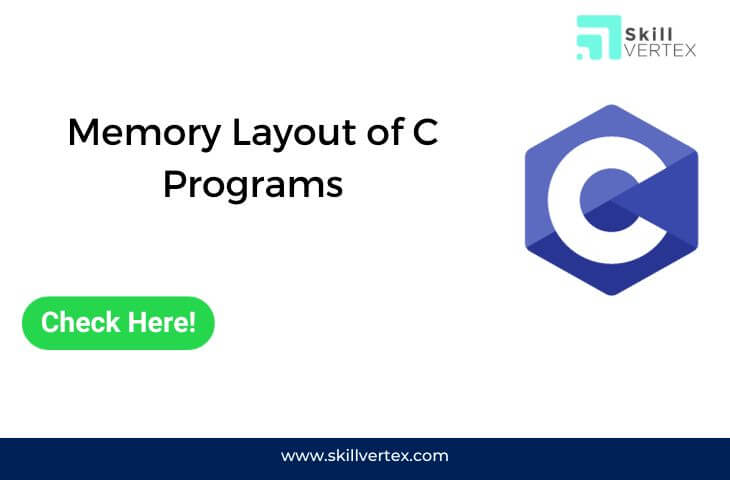 Skill
VERTEX
Memory Layout of C
Programs
C
Check Here!
www.skillvertex.com